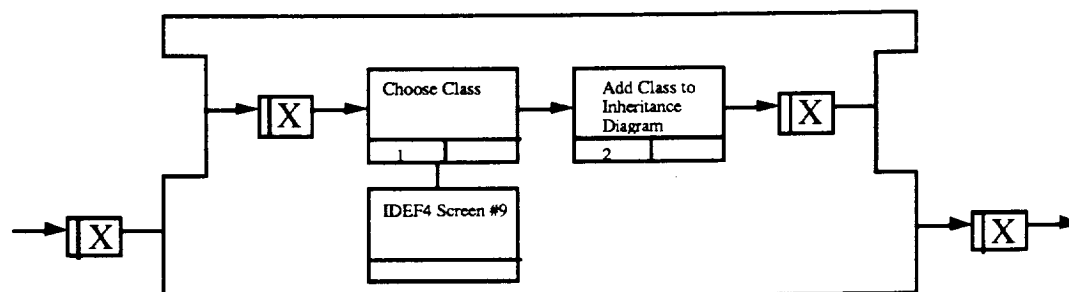 X
Choose Class
1
Add Class to
Inheritance
Diagram
2
X
IDEF4 Screen #9
X
X